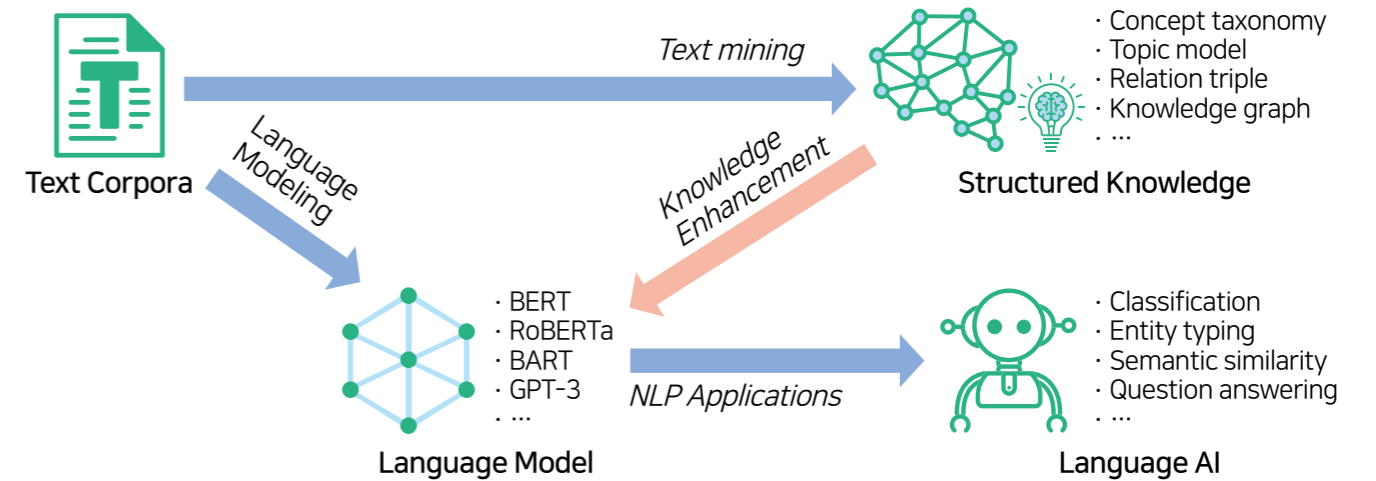 Text mining
· Concept taxonomy
· Topic model
· Relation triple
· Knowledge graph
· ...
T
Text Corpora
Language
Modeling
Knowledge
Enhancement
Structured Knowledge
· BERT
· RoBERTa
· BART
· GPT-3
· ...
Language Model
NLP Applications
· Classification
· Entity typing
· Semantic similarity
· Question answering
· ...
Language AI